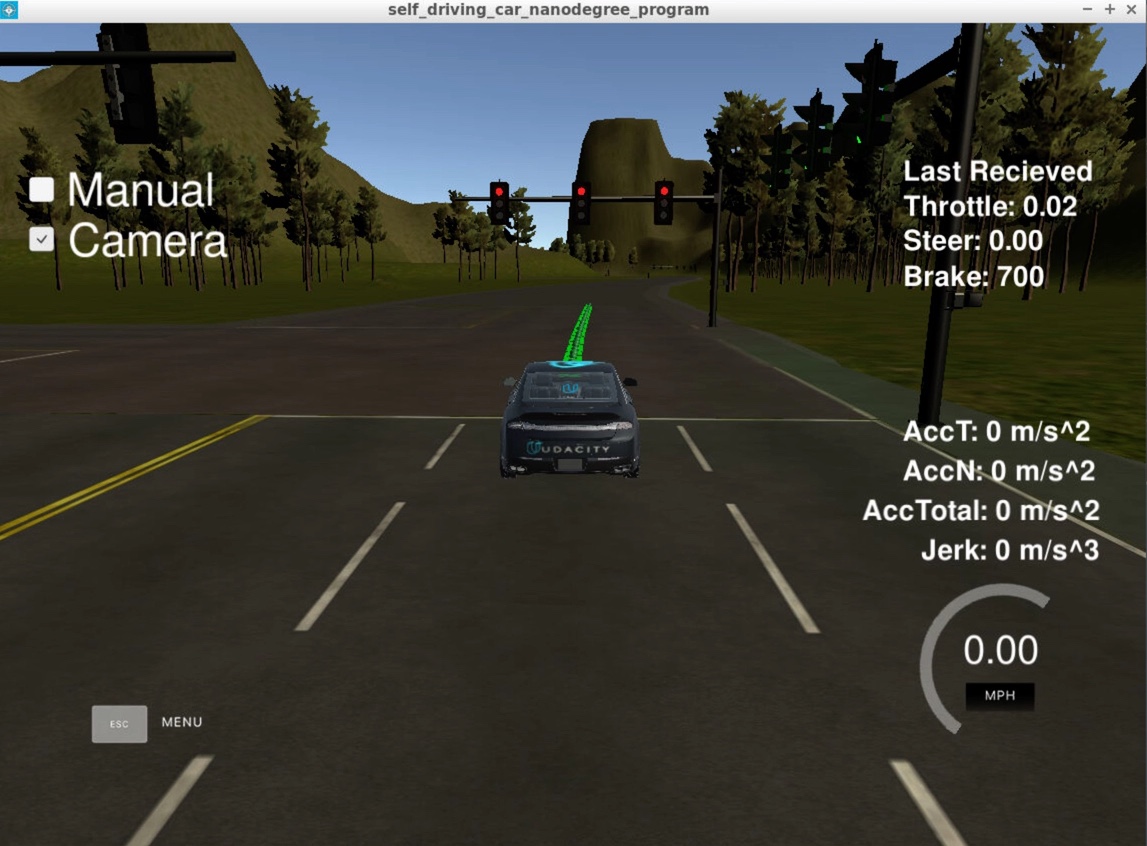 self_driving_car_nanodegree_program
Manual
Camera
Last Recieved
Throttle: 0.02
Steer: 0.00
Brake: 700
UDACITY
AccT: 0 m/s^2
AccN: 0 m/s^2
AccTotal: 0 m/s^2
Jerk: 0 m/s^3
0.00
MPH
ESC MENU